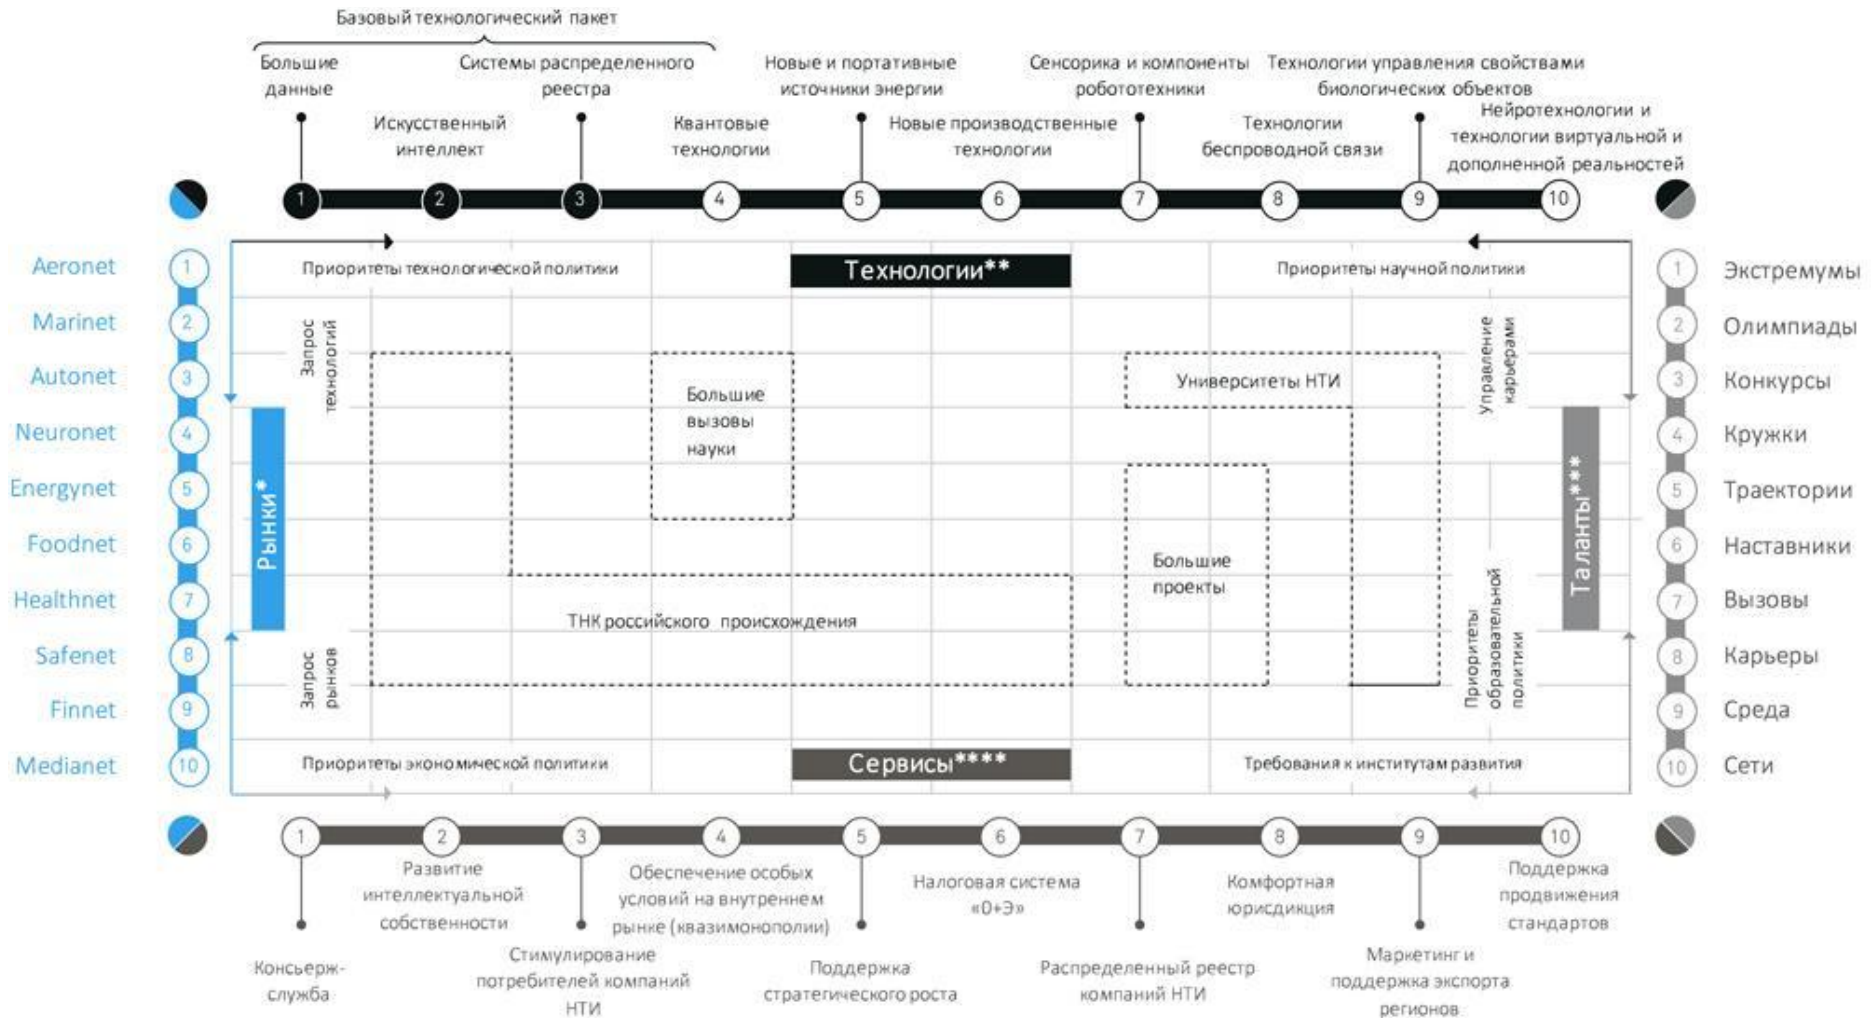 Базовый технологический пакет
Большие
данные
Искусственный
интеллект
Системы распределенного
реестра
Квантовые
технологии
Новые и портативные
источники энергии
Новые производственные
технологии
Сенсорика и компоненты
робототехники
Технологии
беспроводной связи
Технологии управления свойствами
биологических объектов
Нейротехнологии и
технологии виртуальной и
дополненной реальностей
1 2 3 4 5 6 7 8 9 10
Aeronet 1
Marinet 2
Autonet 3
Neuronet 4
Energynet 5
Foodnet 6
Healthnet 7
Safenet 8
Finnet 9
Medianet 10
Приоритеты технологической политики
Технологии**
Приоритеты научной политики
Запрос
технологий
Большие
вызовы
науки
Университеты НТИ
Управление
карьерами
Рынки*
Таланты***
Большие
проекты
ТНК российского происхождения
Запрос
рынков
Приоритеты
образовательной
политики
Приоритеты экономической политики
Сервисы****
Требования к институтам развития
1 Экстремумы
2 Олимпиады
3 Конкурсы
4 Кружки
5 Траектории
6 Наставники
7 Вызовы
8 Карьеры
9 Среда
10 Сети
1 2 3 4 5 6 7 8 9 10
Консьерж-
служба
Развитие
интеллектуальной
собственности
Стимулирование
потребителей компаний
НТИ
Обеспечение особых
условий на внутреннем
рынке (квазимонополии)
Поддержка
стратегического роста
Налоговая система
«0+Э»
Распределенный реестр
компаний НТИ
Комфортная
юрисдикция
Маркетинг и
поддержка экспорта
регионов
Поддержка
продвижения
стандартов